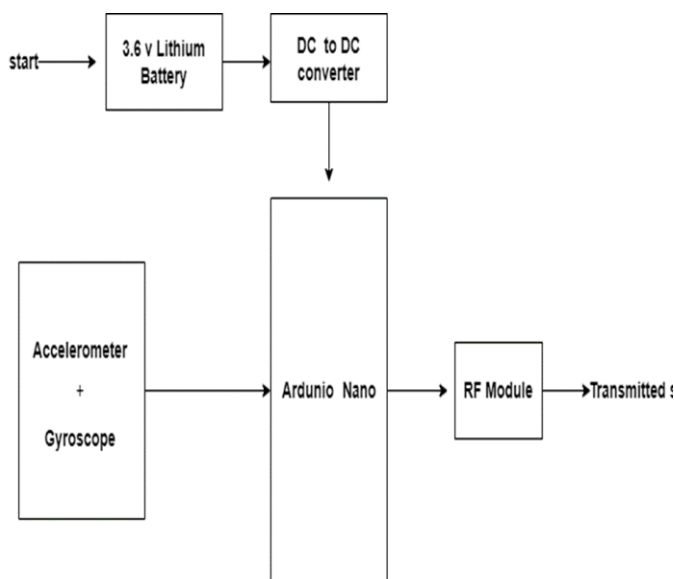 start
3.6 v Lithium
Battery
DC to DC
converter
Accelerometer
+
Gyroscope
Ardunio Nano
RF Module
Transmitted s